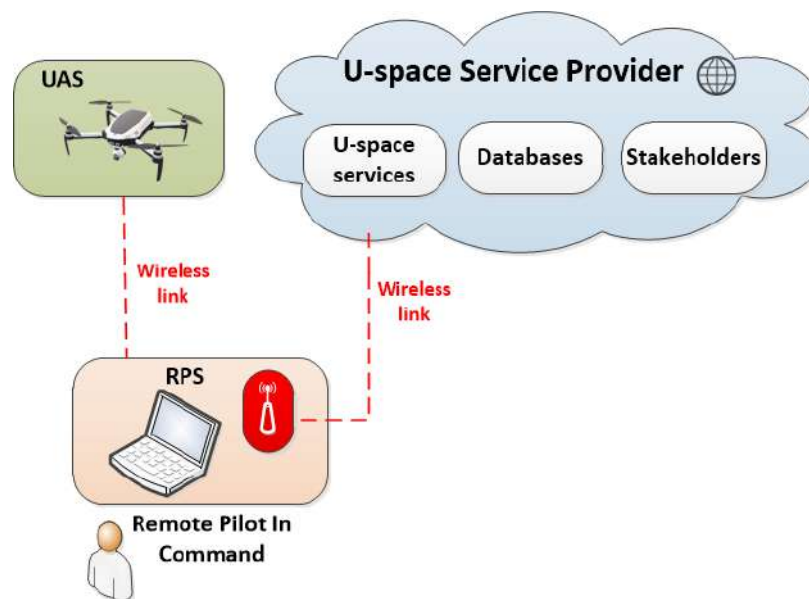 UAS
U-space Service Provider
U-space
services
Databases
Stakeholders
Wireless
link
Wireless
link
RPS
Remote Pilot In
Command